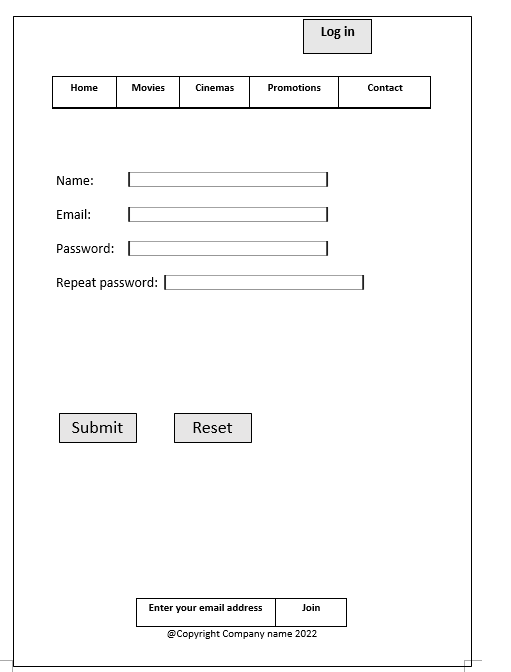 Log in
Home Movies Cinemas Promotions Contact
Name:
Email:
Password:
Repeat password:
Submit Reset
Enter your email address Join
@Copyright Company name 2022